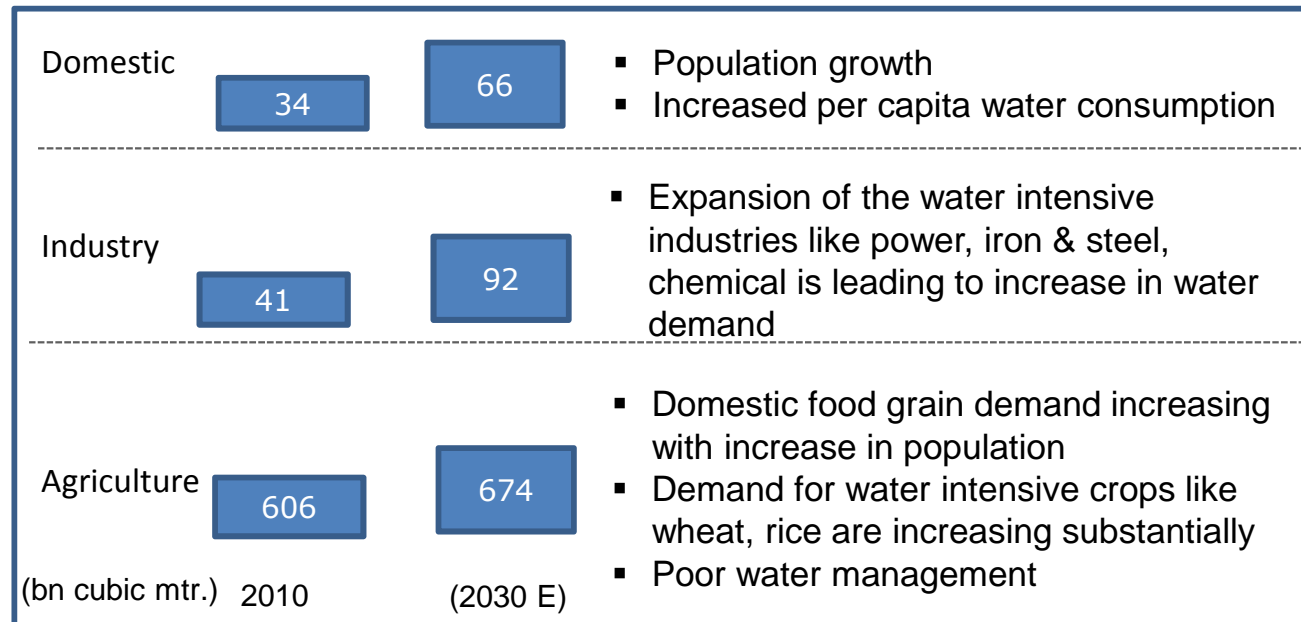 Domestic
34
66
▪ Population growth
▪ Increased per capita water consumption
Industry
41
92
▪ Expansion of the water intensive
industries like power, iron & steel,
chemical is leading to increase in water
demand
Agriculture
606
674
▪ Domestic food grain demand increasing
with increase in population
▪ Demand for water intensive crops like
wheat, rice are increasing substantially
▪ Poor water management
(bn cubic mtr.) 2010 (2030 E)